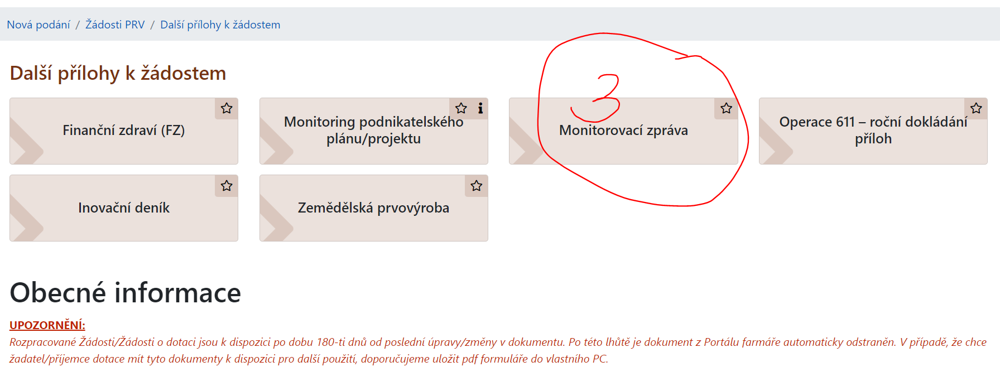 Nová podání / Žádosti PRV / Další přílohy k žádostem
Další přílohy k žádostem
3
Finanční zdraví (FZ)
Monitoring podnikatelského
plánu/projektu
Monitorovací zpráva
Operace 611 – roční dokládání
příloh
Inovační deník
Zemědělská prvovýroba
Obecné informace
UPOZORNĚNÍ:
Rozpracované Žádosti/Žádosti o dotaci jsou k dispozici po dobu 180-ti dnů od poslední úpravy/změny v dokumentu. Po této lhůtě je dokument z Portálu farmáře automaticky odstraněn. V případě, že chce
žadatel/příjemce dotace mít tyto dokumenty k dispozici pro další použití, doporučujeme uložit pdf formuláře do vlastního PC.